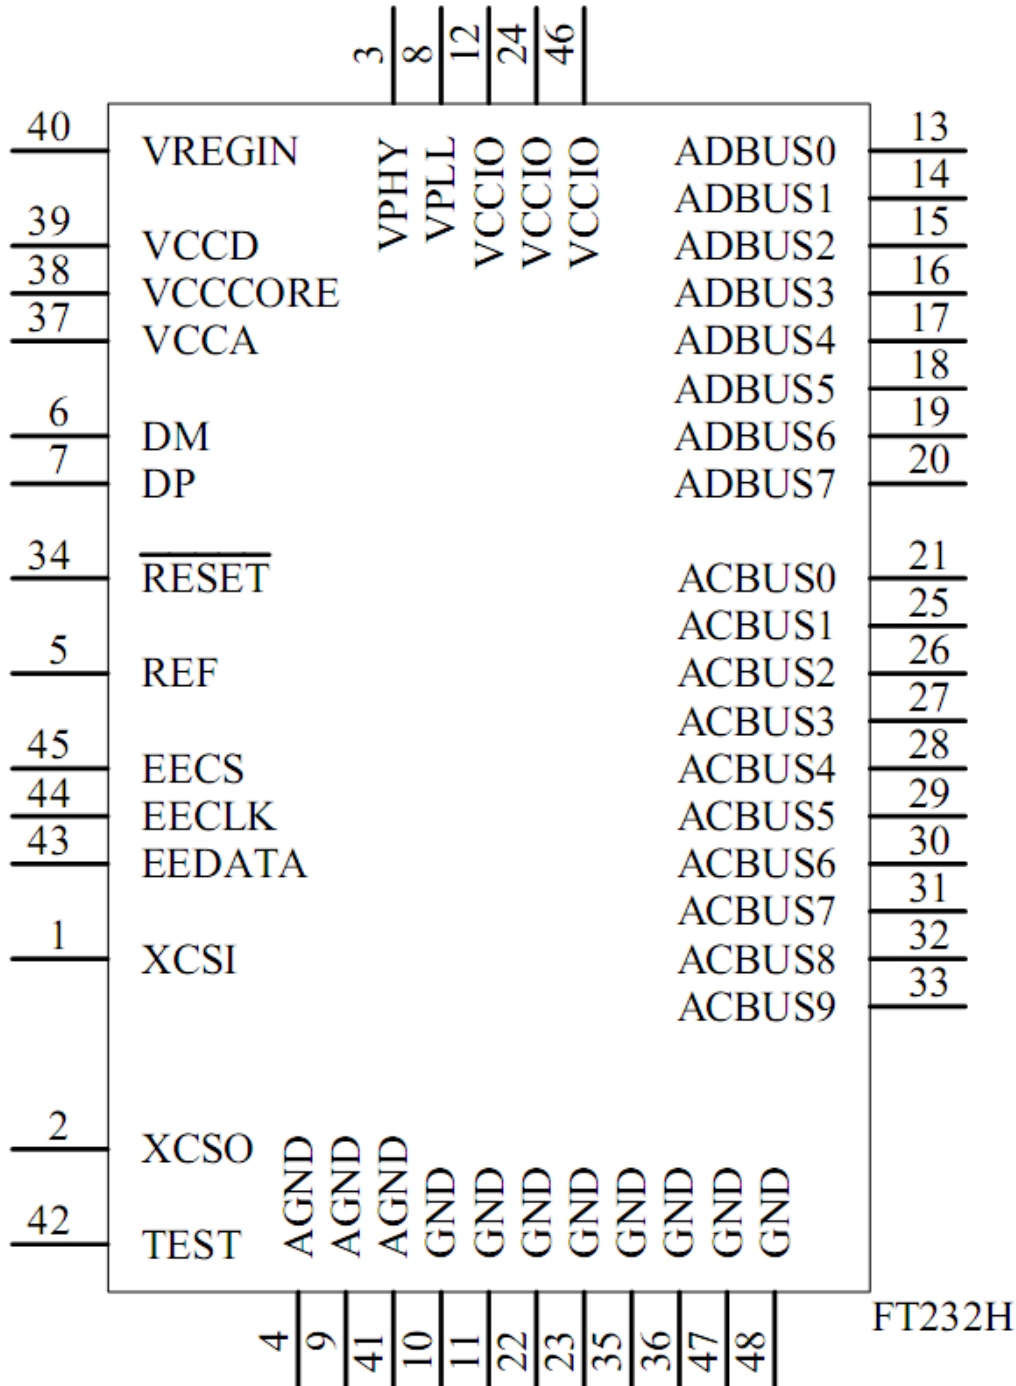 3 8 12 24 46
VPHY VPLL VCCIO VCCIO VCCIO
40 VREGIN ADBUS0 13
ADBUS1 14
39 VCCD ADBUS2 15
38 VCCCORE ADBUS3 16
37 VCCA ADBUS4 17
ADBUS5 18
6 DM ADBUS6 19
7 DP ADBUS7 20
34 RESET ACBUS0 21
ACBUS1 25
5 REF ACBUS2 26
ACBUS3 27
45 EECS ACBUS4 28
44 EECLK ACBUS5 29
43 EEDATA ACBUS6 30
ACBUS7 31
1 XCSI ACBUS8 32
ACBUS9 33
2 XCSO
42 TEST
AGND AGND AGND GND GND GND GND GND GND GND GND
4 9 41 10 11 22 23 35 36 47 48
FT232H